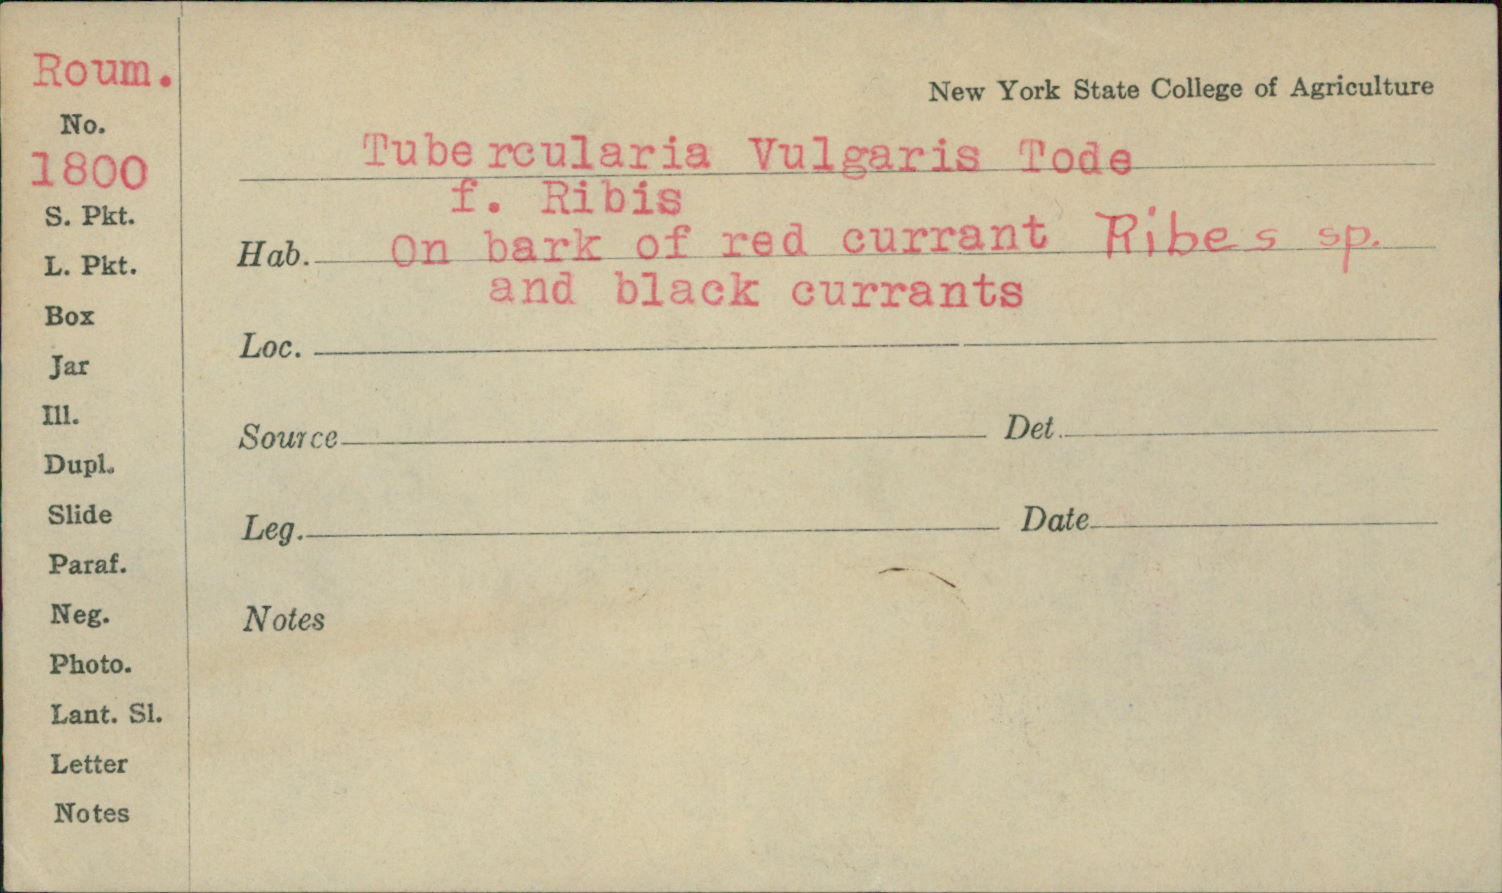 Roum.
No.
1800
S. Pkt.
L. Pkt.
Box
Jar
Ill.
Dupl.
Slide
Paraf.
Neg.
Photo.
Lant. Sl.
Letter
Notes
New York State College of Agriculture
Tubercularia Vulgaris Tode
f. Ribis
Hab. On bark of red currant Ribes sp.
and black currants
Loc.
Source Det.
Leg. Date
Notes